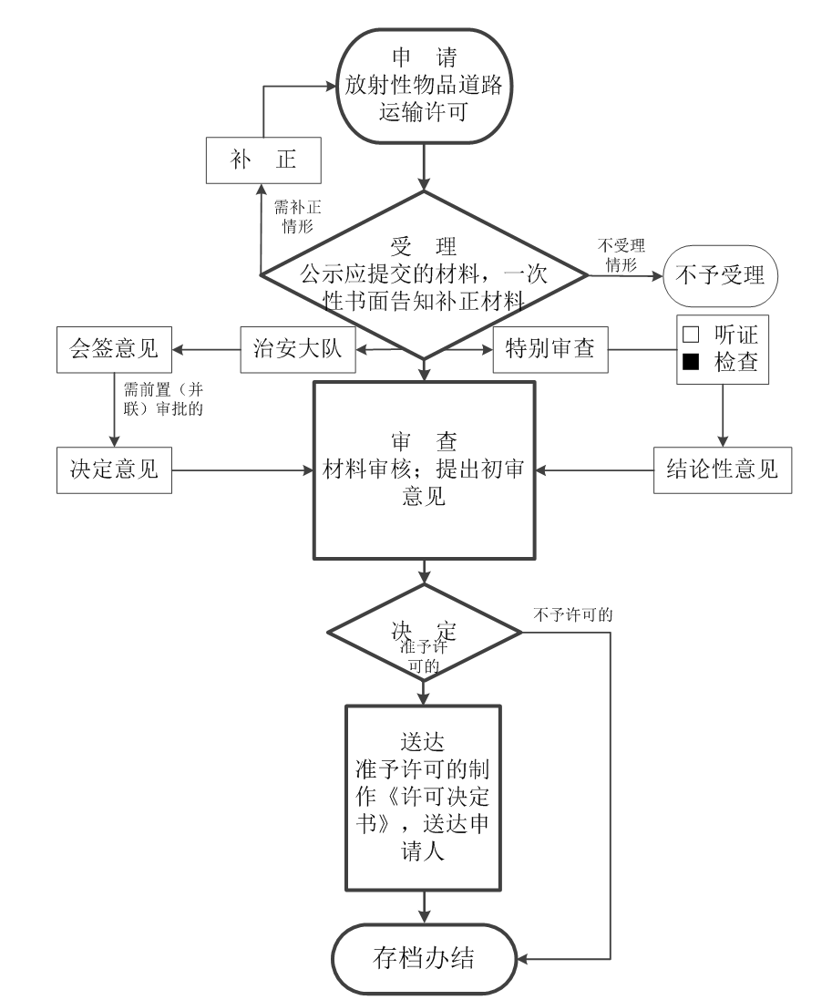 申 请
放射性物品道路
运输许可
补 正
需补正
情形
受 理
公示应提交的材料，一次
性书面告知补正材料
不受理
情形
不予受理
会签意见
治安大队
特别审查
□ 听证
■ 检查
需前置（并
联）审批的
决定意见
审 查
材料审核；提出初审
意见
结论性意见
决 定
准予许
可的
不予许可的
送达
准予许可的制
作《许可决定
书》，送达申
请人
存档办结